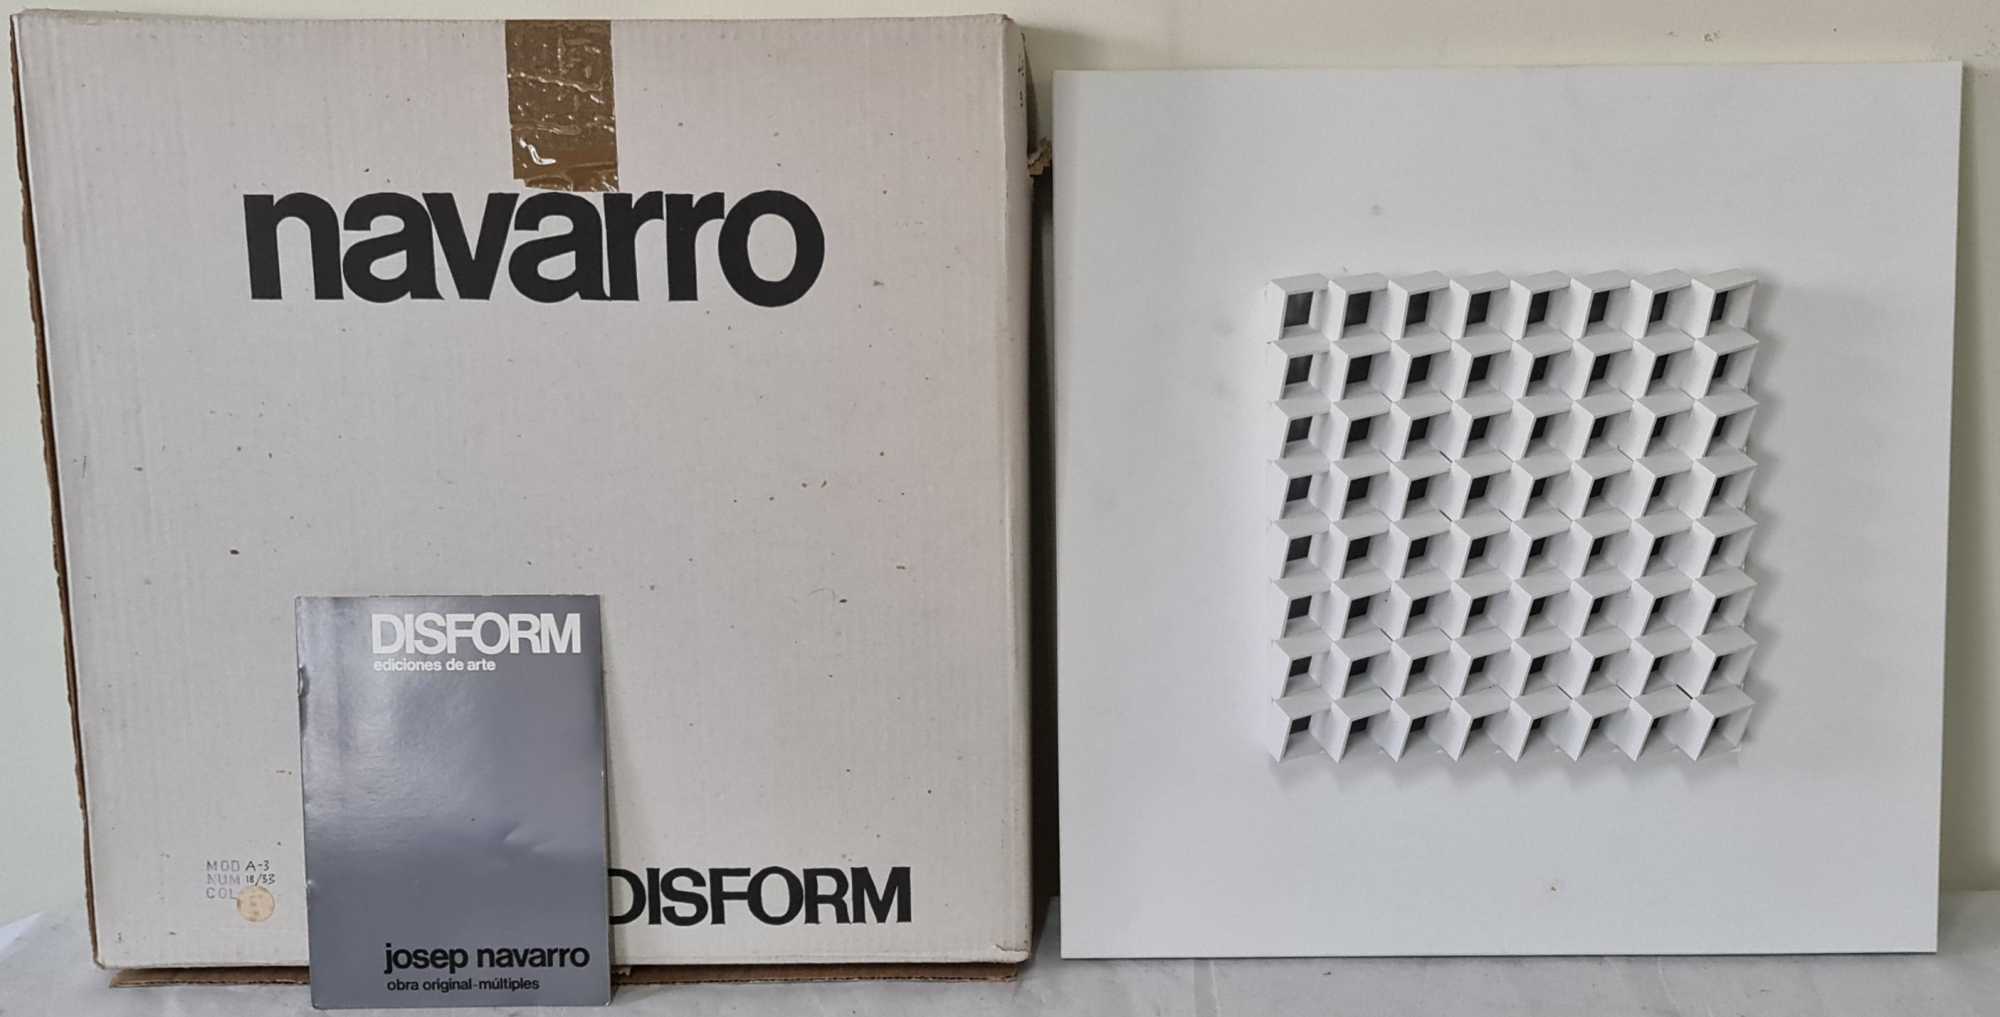 navarro
MOD A-3
NUM 18/33
COL
DISFORM
DISFORM
ediciones de arte
josep navarro
obra original-múltiples